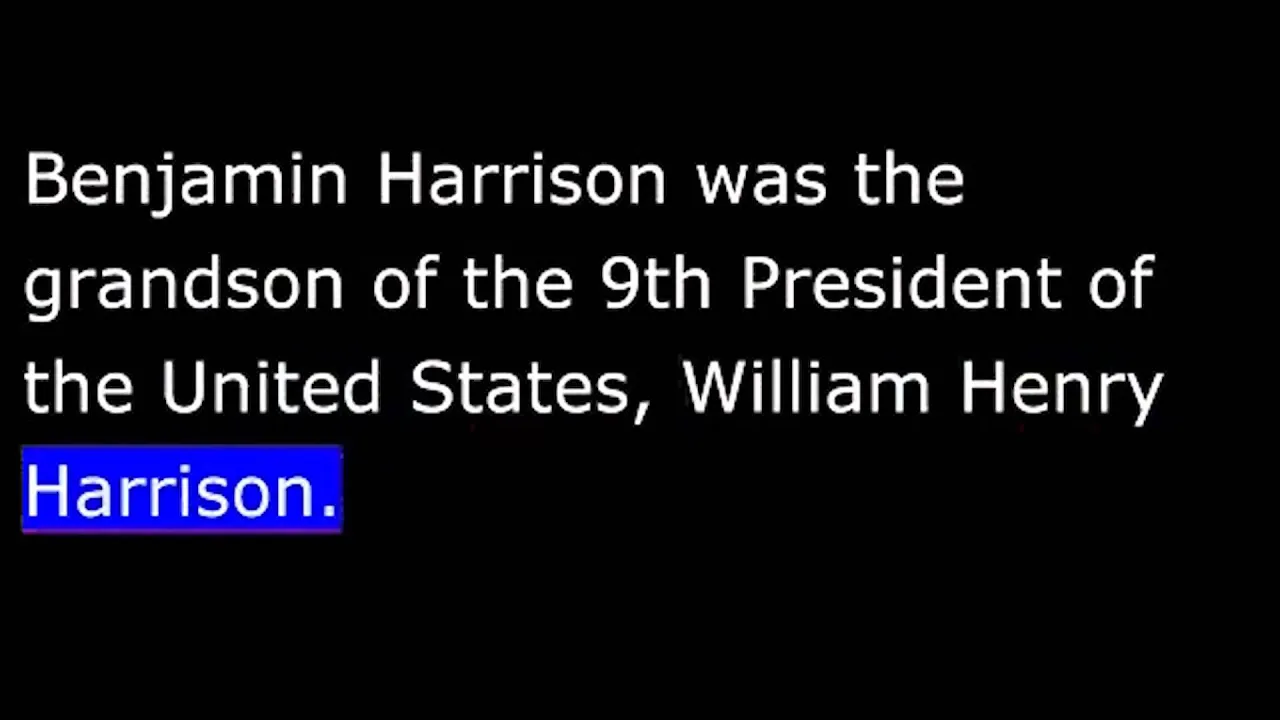 Benjamin Harrison was the
grandson of the 9th President of
the United States, William Henry
Harrison.